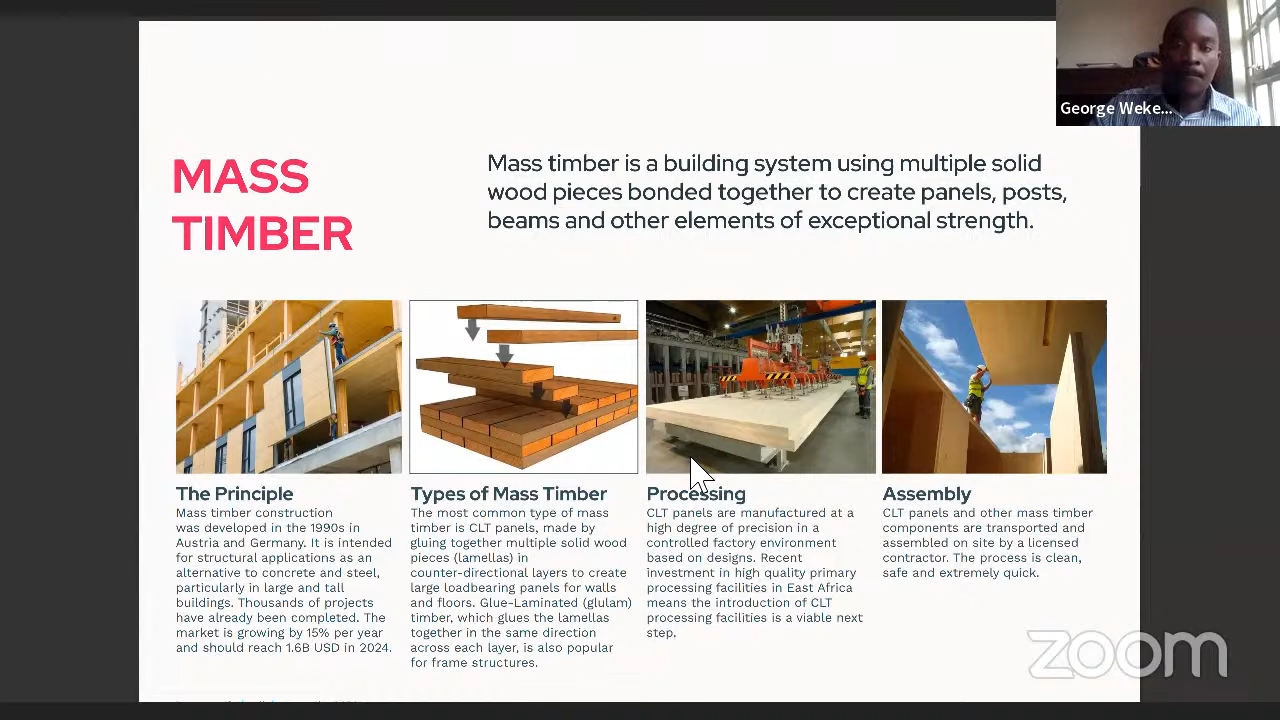 George Weke...
MASS
TIMBER
Mass timber is a building system using multiple solid
wood pieces bonded together to create panels, posts,
beams and other elements of exceptional strength.
The Principle
Mass timber construction
was developed in the 1990s in
Austria and Germany. It is intended
for structural applications as an
alternative to concrete and steel,
particularly in large and tall
buildings. Thousands of projects
have already been completed. The
market is growing by 15% per year
and should reach 1.6B USD in 2024.
Types of Mass Timber
The most common type of mass
timber is CLT panels, made by
gluing together multiple solid wood
pieces (lamellas) in
counter-directional layers to create
large loadbearing panels for walls
and floors. Glue-Laminated (glulam)
timber, which glues the lamellas
together in the same direction
across each layer, is also popular
for frame structures.
Processing
CLT panels are manufactured at a
high degree of precision in a
controlled factory environment
based on designs. Recent
investment in high quality primary
processing facilities in East Africa
means the introduction of CLT
processing facilities is a viable next
step.
Assembly
CLT panels and other mass timber
components are transported and
assembled on site by a licensed
contractor. The process is clean,
safe and extremely quick.
zoom